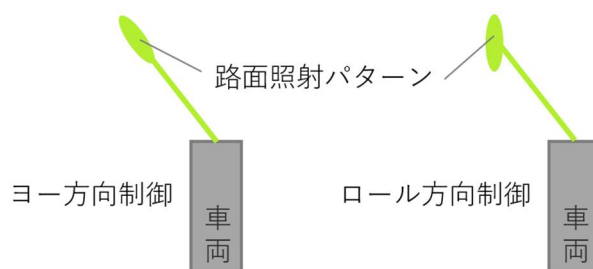 路面照射パターン
ヨー方向制御
車両
ロール方向制御
車両